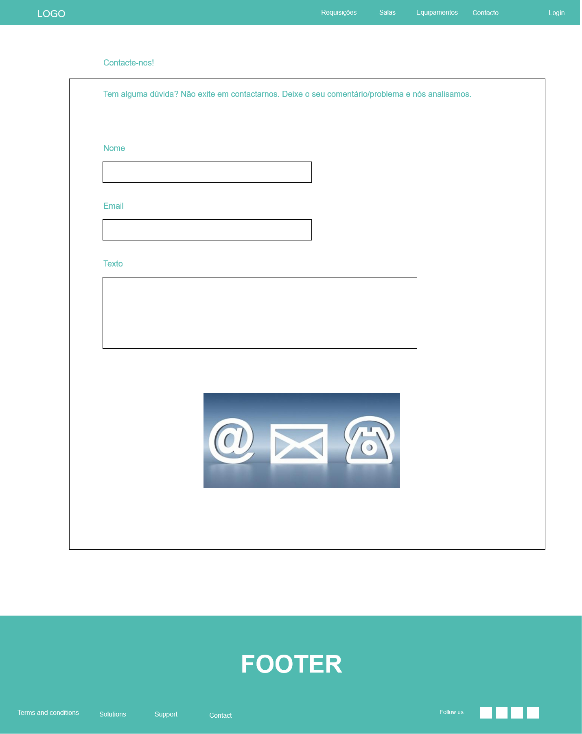 LOGO Requisições Salas Equipamentos Contacto Login
Contacte-nos!
Tem alguma dúvida? Não exite em contactarnos. Deixe o seu comentário/problema e nós analisamos.
Nome
Email
Texto
@
FOOTER
Terms and conditions Solutions Support Contact Follow us